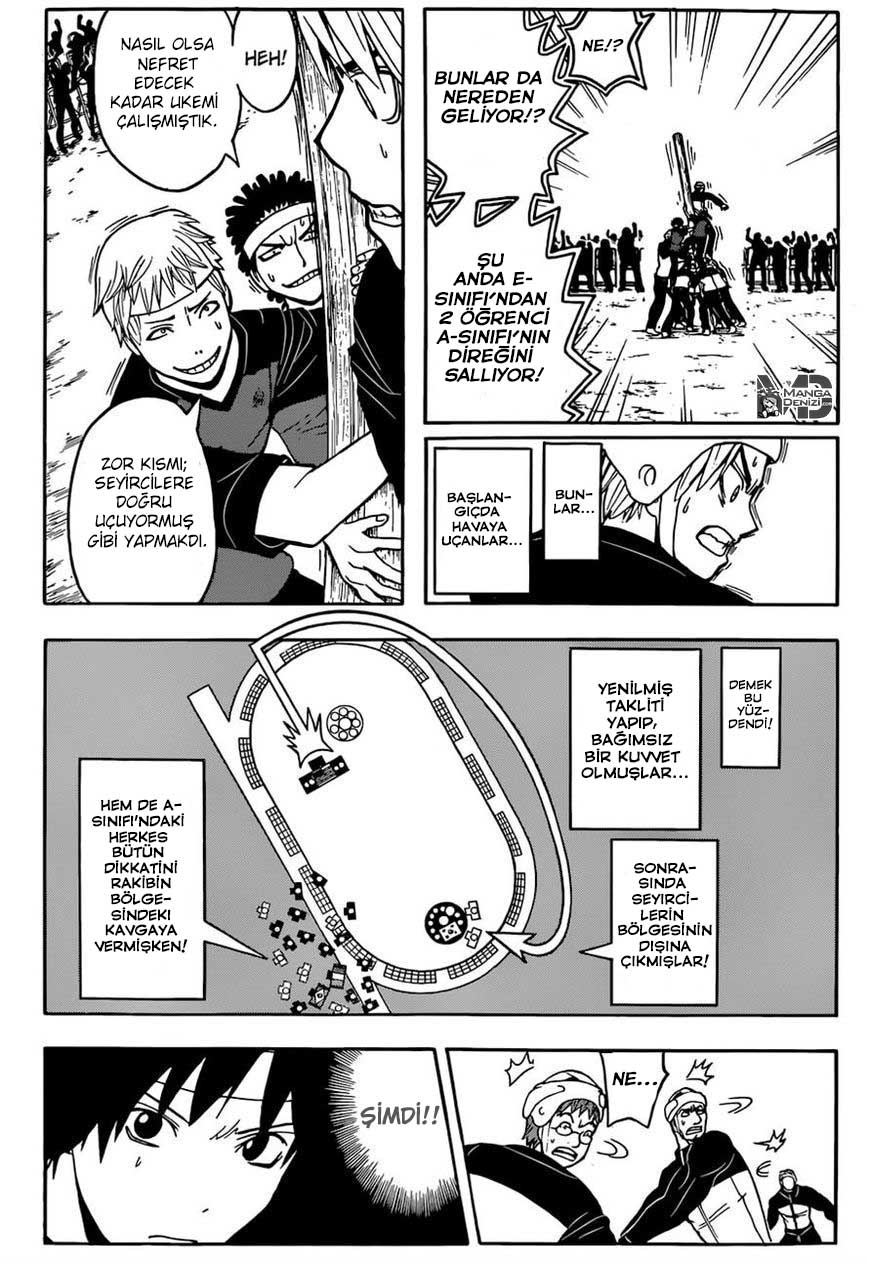 NE!?
BUNLAR DA
NEREDEN
GELİYOR!?
ŞU
ANDA E-
SINIFI'NDAN
2 ÖĞRENCİ
A-SINIFI'NIN
DİREĞİNİ
SALLIYOR!
MANGA
DENİZİ
HEH!
NASIL OLSA
NEFRET
EDECEK
KADAR UKEMİ
ÇALIŞMIŞTIK.
ZOR KISMI;
SEYİRCİLERE
DOĞRU
UÇUYORMUŞ
GİBİ YAPMAKDI.
BUN-
LAR...
BAŞLAN-
GIÇDA
HAVAYA
UÇANLAR...
DEMEK
BU
YÜZ-
DENDİ!
YENİLMİŞ
TAKLİTİ
YAPIP,
BAĞIMSIZ
BİR KUVVET
OLMUŞLAR...
SONRA-
SINDA
SEYİRCİ-
LERİN
BÖLGESİNİN
DIŞINA
ÇIKMIŞLAR!
HEM DE A-
SINIFI'NDAKİ
HERKES
BÜTÜN
DİKKATİNİ
RAKİBİN
BÖLGE-
SİNDEKI
KAVGAYA
VERMİŞKEN!
NE...
ŞİMDİ!!